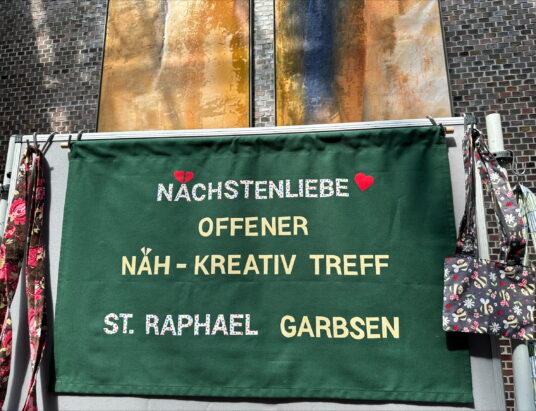 NÄCHSTENLIEBE
OFFENER
NÄH - KREATIV TREFF
ST. RAPHAEL GARBSEN